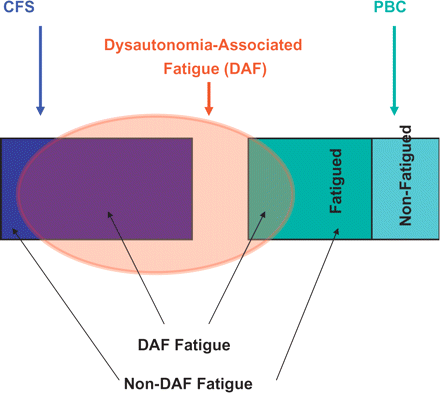 CFS
PBC
Dysautonomia-Associated
Fatigue (DAF)
Fatigued
Non-Fatigued
DAF Fatigue
Non-DAF Fatigue